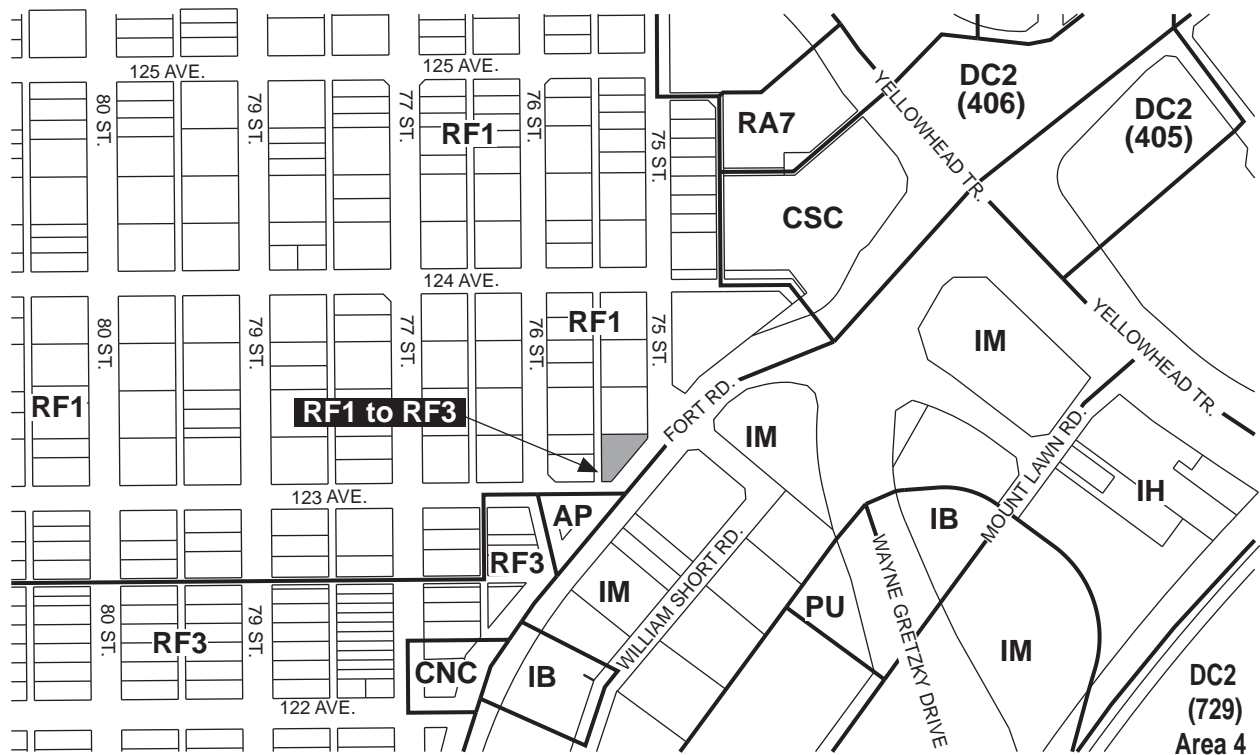 125 AVE.
125 AVE.
80 ST.
79 ST.
77 ST.
RF1
76 ST.
75 ST.
RA7
YELLOWHEAD TR.
DC2
(406)
DC2
(405)
CSC
124 AVE.
80 ST.
79 ST.
77 ST.
76 ST.
RF1
75 ST.
RF1
RF1 to RF3
FORT RD.
IM
IM
YELLOWHEAD TR.
MOUNT LAWN RD.
IH
123 AVE.
AP
RF3
IM
WILLIAM SHORT RD.
IB
PU
WAYNE GRETZKY DRIVE
IM
80 ST.
79 ST.
RF3
CNC
IB
122 AVE.
DC2
(729)
Area 4